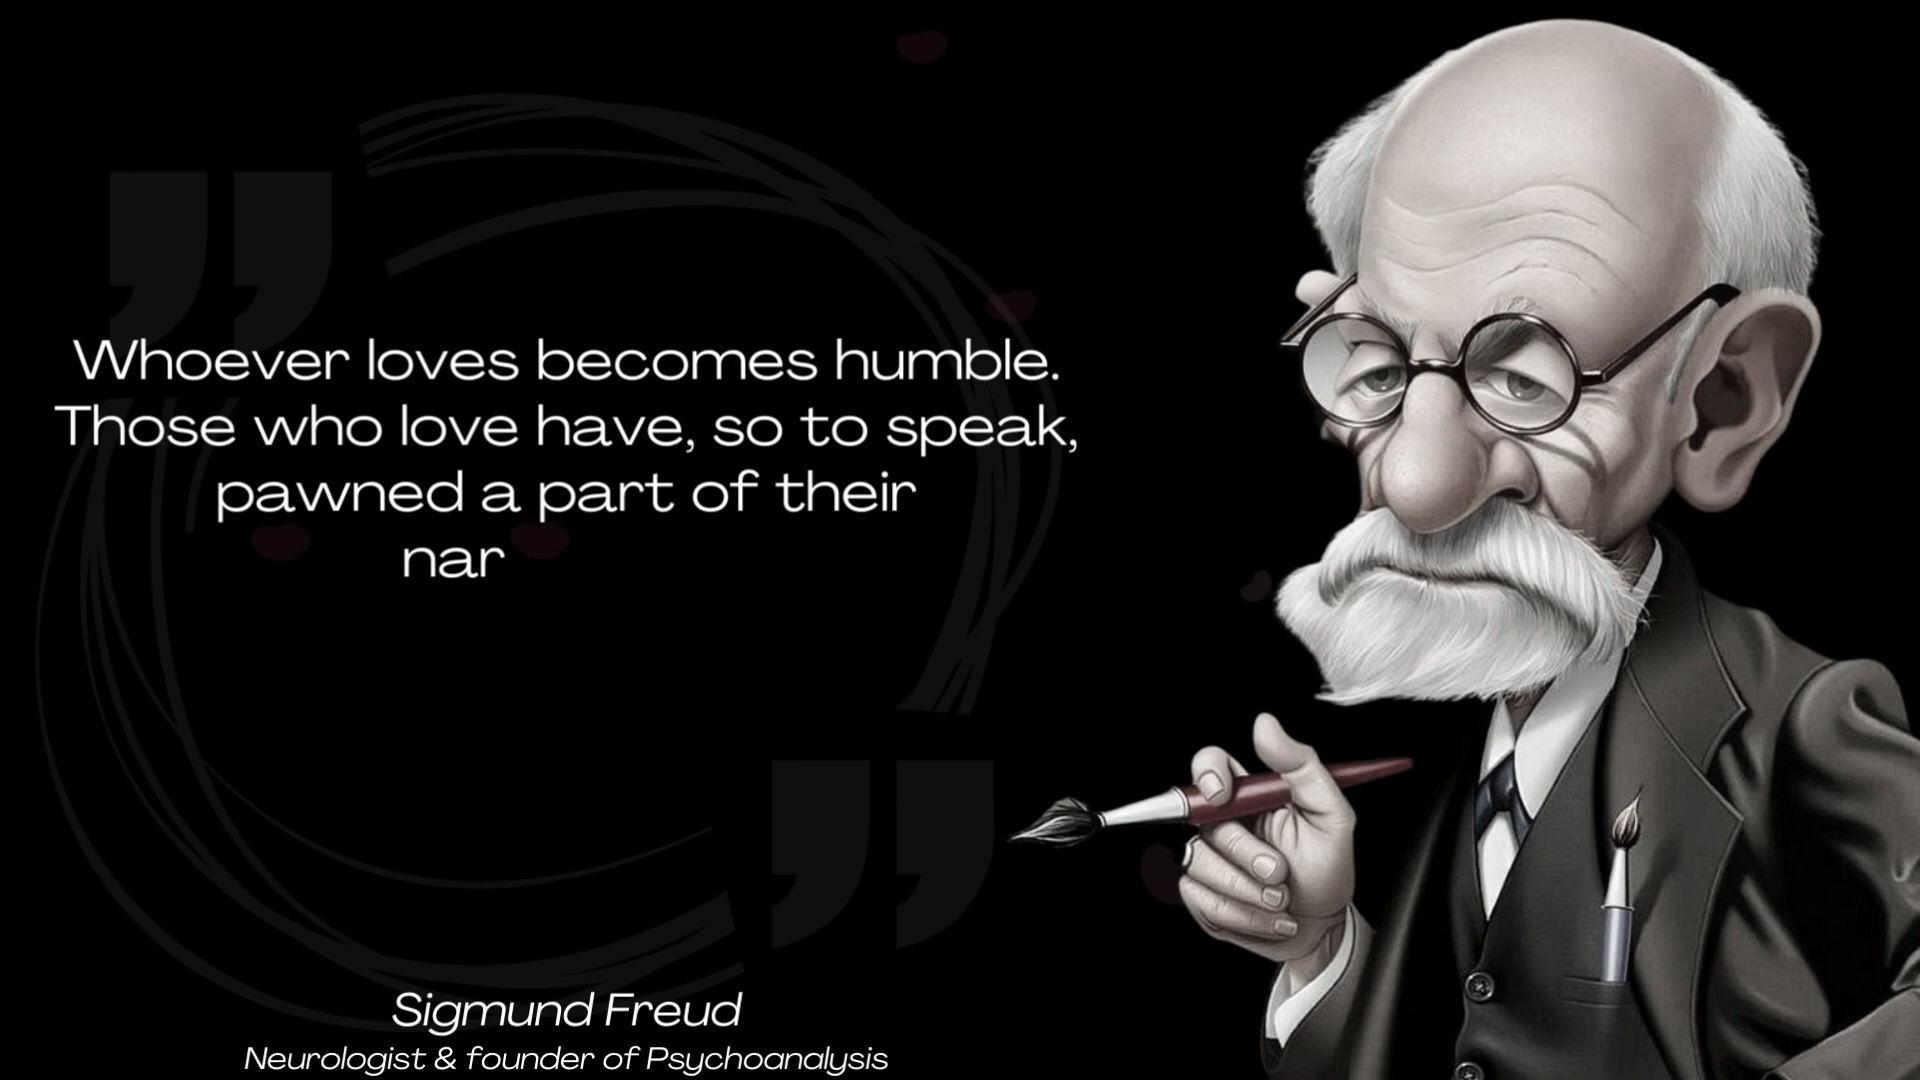 Whoever loves becomes humble.
Those who love have, so to speak,
pawned a part of their
nar
Sigmund Freud
Neurologist & founder of Psychoanalysis